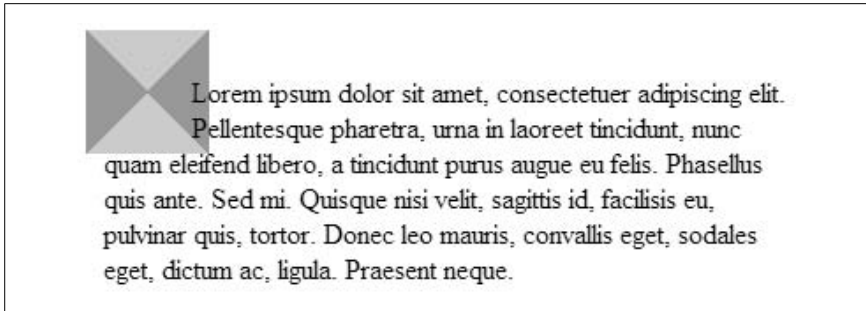 Lorem ipsum dolor sit amet, consectetuer adipiscing elit.
Pellentesque pharetra, urna in laoreet tincidunt, nunc
quam eleifend libero, a tincidunt purus augue eu felis. Phasellus
quis ante. Sed mi. Quisque nisi velit, sagittis id, facilisis eu,
pulvinar quis, tortor. Donec leo mauris, convallis eget, sodales
eget, dictum ac, ligula. Praesent neque.